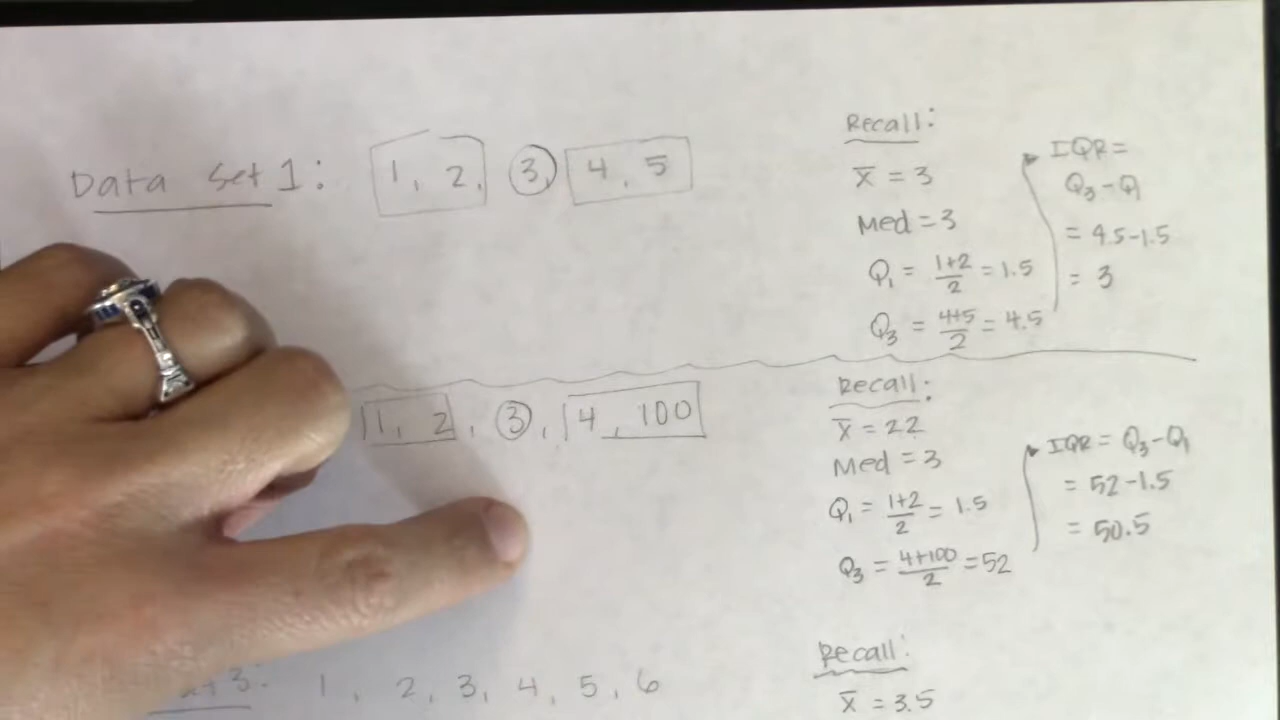 Data Set 1: 1, 2, 3, 4, 5
Recall:
x̄ = 3
Med = 3
Q₁ = (1+2)/2 = 1.5
Q₃ = (4+5)/2 = 4.5
IQR =
Q₃ - Q₁
= 4.5 - 1.5
= 3
1, 2, 3, 4, 100
Recall:
x̄ = 22
Med = 3
Q₁ = (1+2)/2 = 1.5
Q₃ = (4+100)/2 = 52
IQR = Q₃ - Q₁
= 52 - 1.5
= 50.5
3: 1, 2, 3, 4, 5, 6
Recall:
x̄ = 3.5